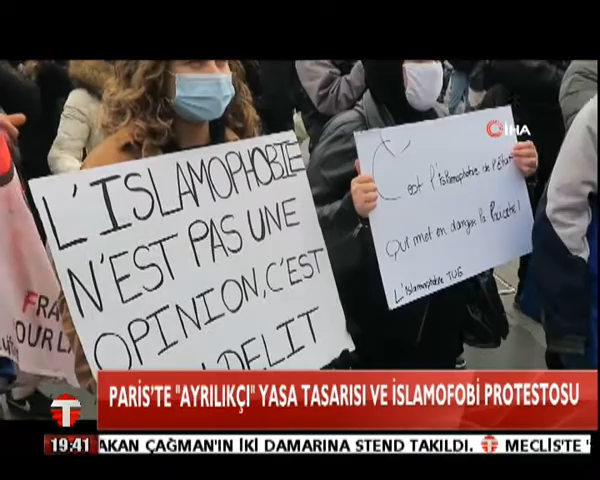 L'ISLAMOPHOBIE
N'EST PAS UNE
OPINION, C'EST
DELIT
İHA
C'est l'islamophobie de l'État
Qui met en danger la
L'islamophobie TUE
FRA
OUR L
PARİS'TE "AYRILIKÇI" YASA TASARISI VE İSLAMOFOBİ PROTESTOSU
19:41 AKAN ÇAĞMAN'IN İKİ DAMARINA STEND TAKILDI. MECLİS'TE "